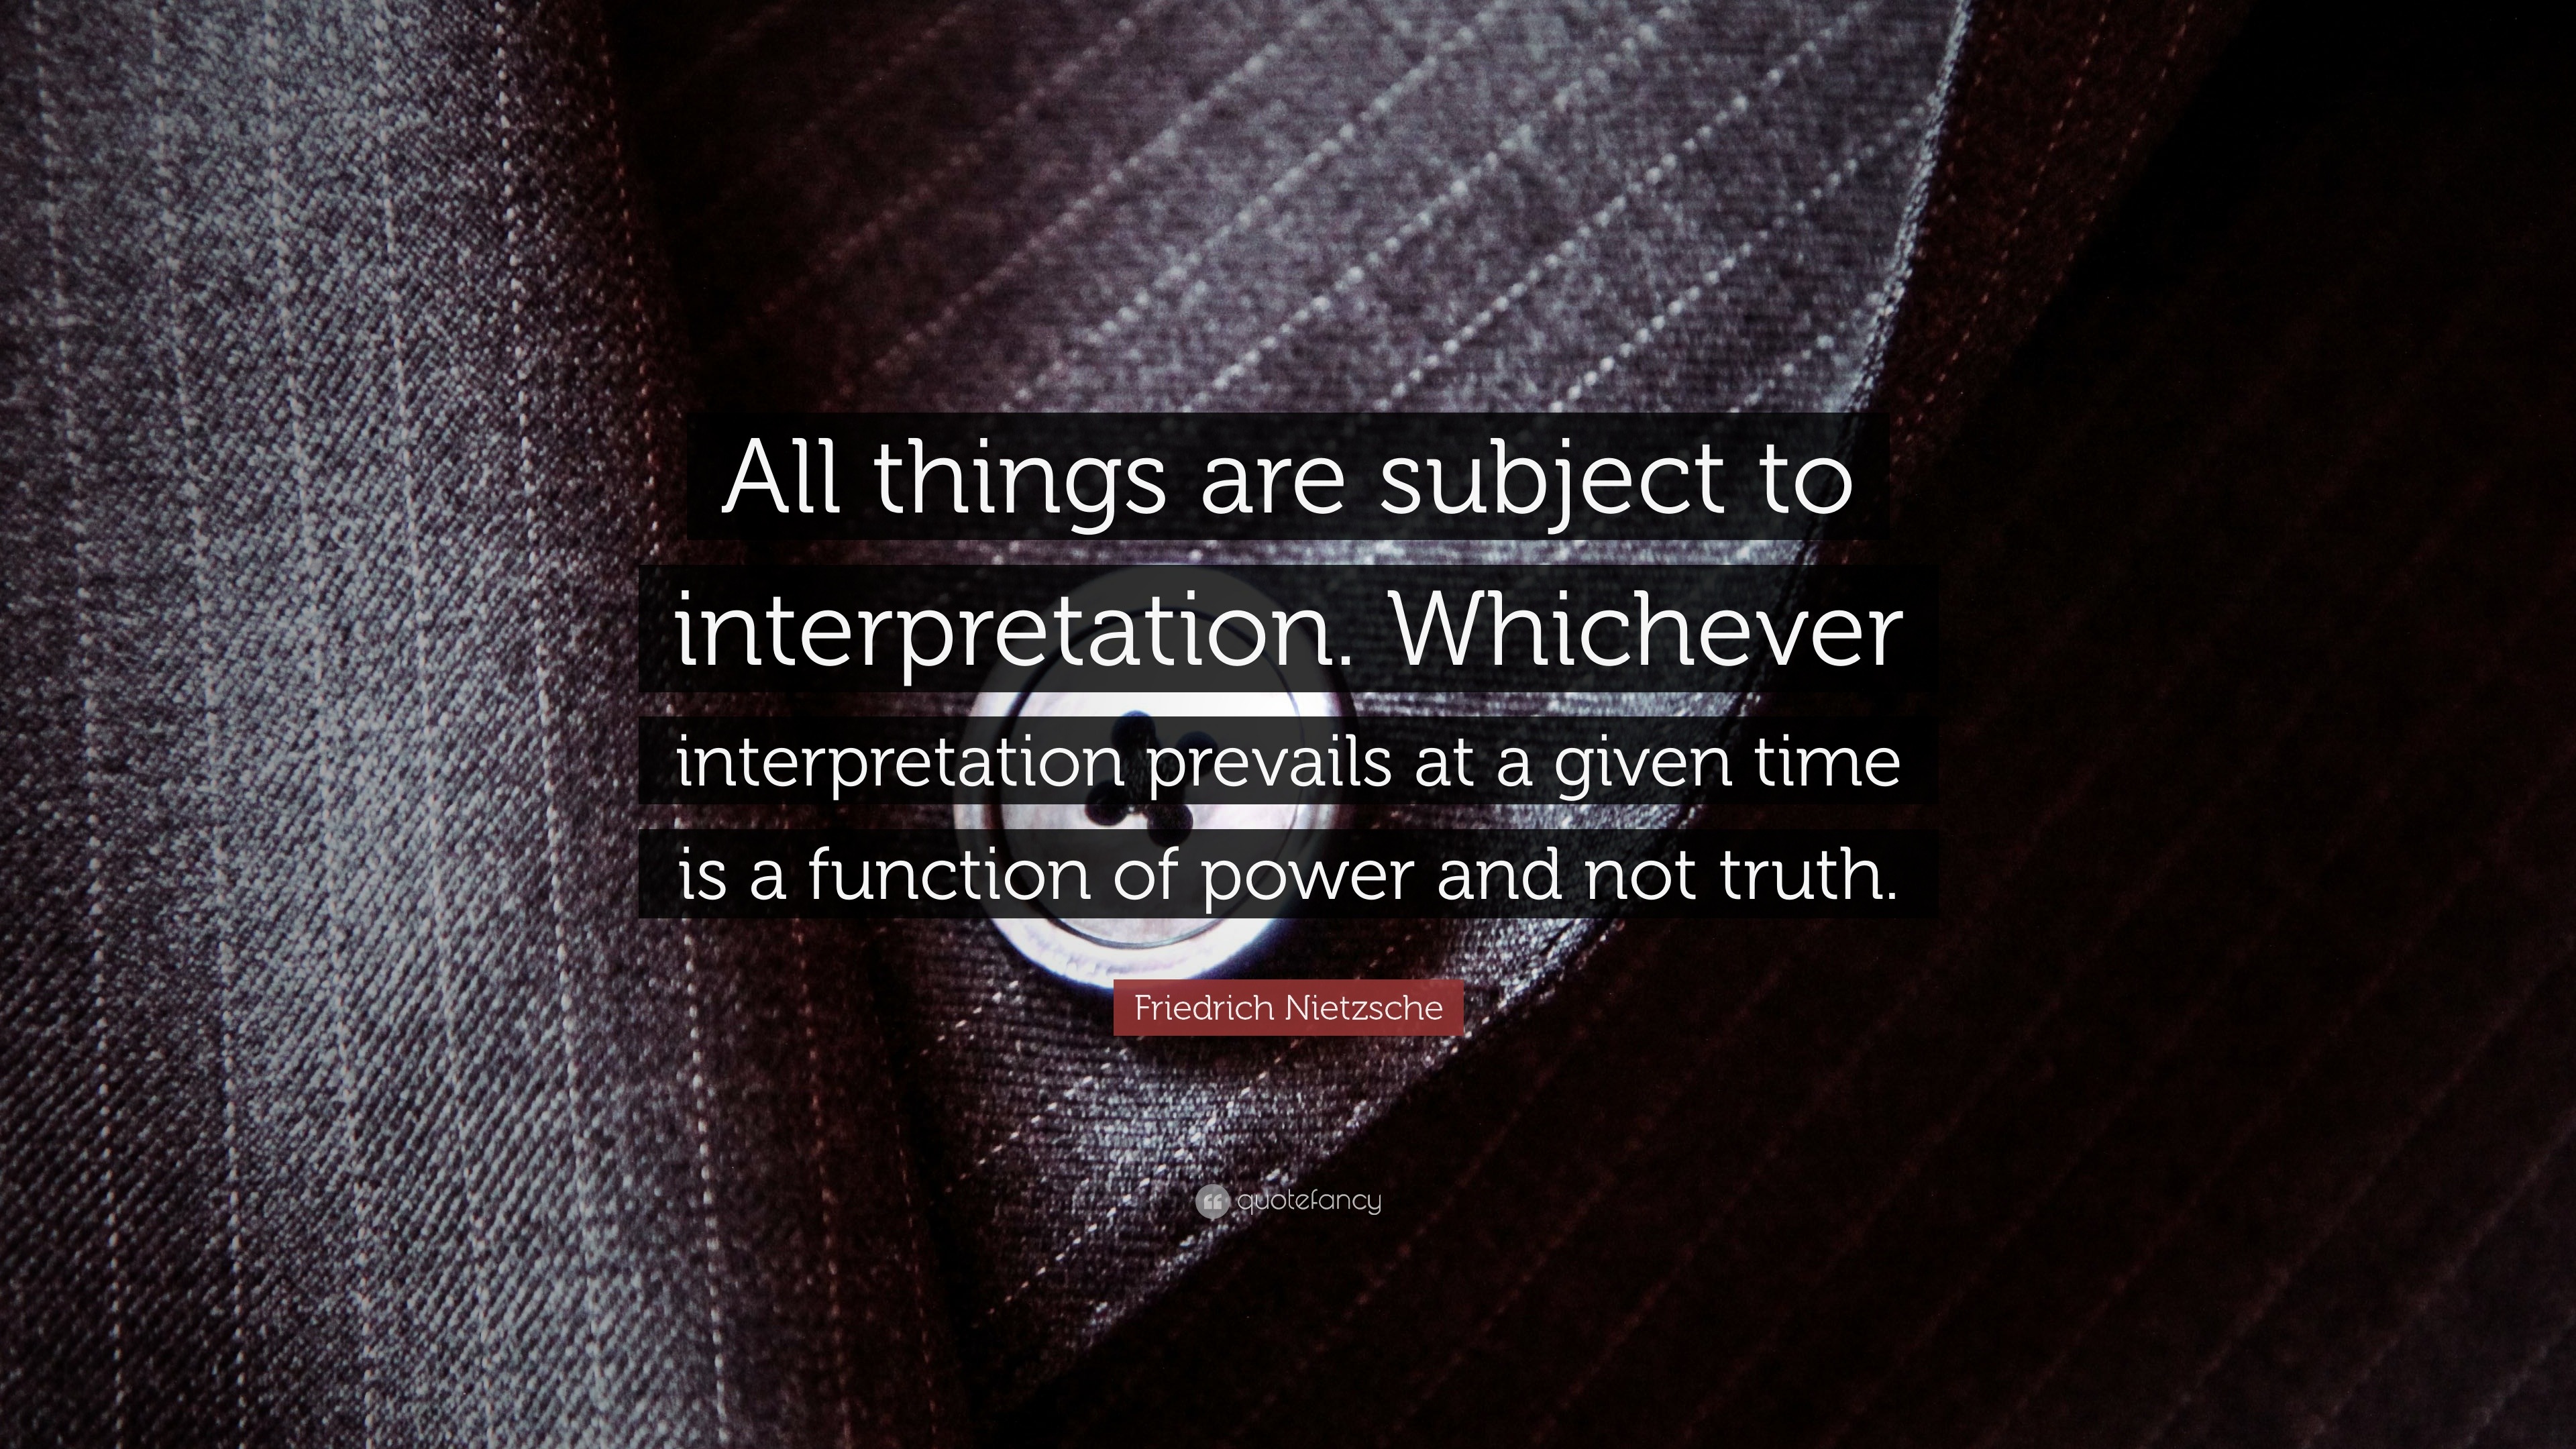 All things are subject to
interpretation. Whichever
interpretation prevails at a given time
is a function of power and not truth.
Friedrich Nietzsche
quotefancy